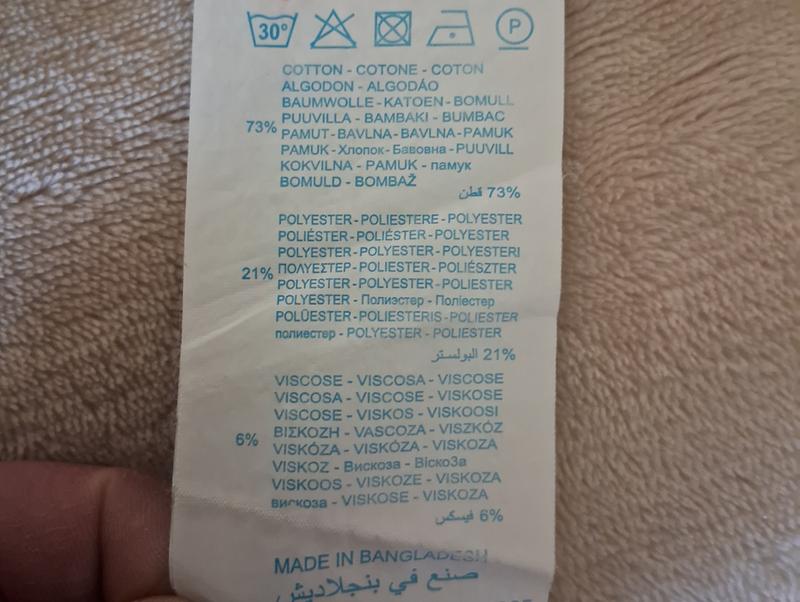 30°
P
COTTON - COTONE - COTON
ALGODON - ALGODÁO
BAUMWOLLE - KATOEN - BOMULL
PUUVILLA - BAMBAKI - BUMBAC
73% PAMUT - BAVLNA - BAVLNA - PAMUK
PAMUK - Хлопок - Бавовна - PUUVILL
KOKVILNA - PAMUK - памук
BOMULD - BOMBAŽ
73% قطن
POLYESTER - POLIESTERE - POLYESTER
POLIÉSTER - POLIÉSTER - POLYESTER
POLYESTER - POLYESTER - POLYESTERI
21% ΠΟΛΥΕΣΤΕΡ - POLIESTER - POLIÉSZTER
POLYESTER - POLYESTER - POLIESTER
POLYESTER - Полиэстер - Поліестер
POLÜESTER - POLIESTERIS - POLIESTER
полиестер - POLYESTER - POLIESTER
21% البولستر
VISCOSE - VISCOSA - VISCOSE
VISCOSA - VISCOSE - VISKOSE
VISCOSE - VISKOS - VISKOOSI
6% ΒΙΣΚΟΖΗ - VASCOZA - VISZKÓZ
VISKÓZA - VISKÓZA - VISKOZA
VISKOZ - Вискоза - ВіскоЗа
VISKOOS - VISKOZE - VISKOZA
вискоза - VISKOSE - VISKOZA
6% فيسكس
MADE IN BANGLADESH
صنع في بنجلاديش